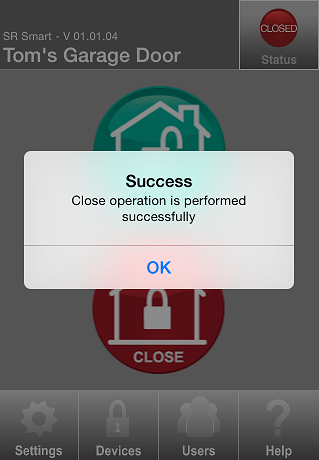 SR Smart - V 01.01.04
Tom's Garage Door
CLOSED
Status
Success
Close operation is performed
successfully
OK
CLOSE
Settings
Devices
Users
Help